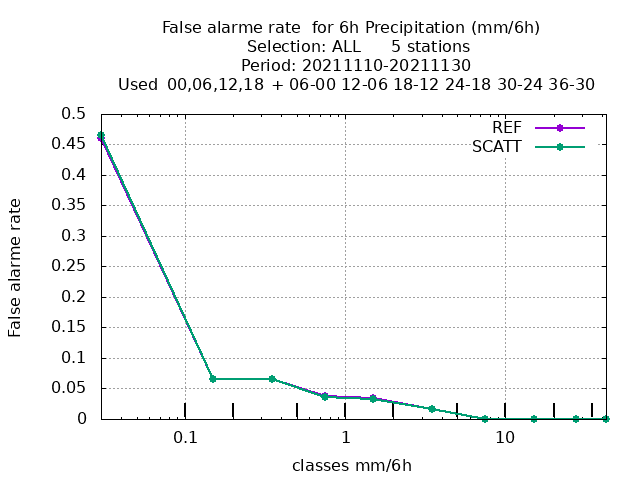 False alarme rate  for 6h Precipitation (mm/6h)
Selection: ALL      5 stations
Period: 20211110-20211130
Used  00,06,12,18  + 06-00 12-06 18-12 24-18 30-24 36-30
REF
SCATT
0.5
0.45
0.4
0.35
0.3
0.25
0.2
0.15
0.1
0.05
0
False alarme rate
0.1
1
10
classes mm/6h